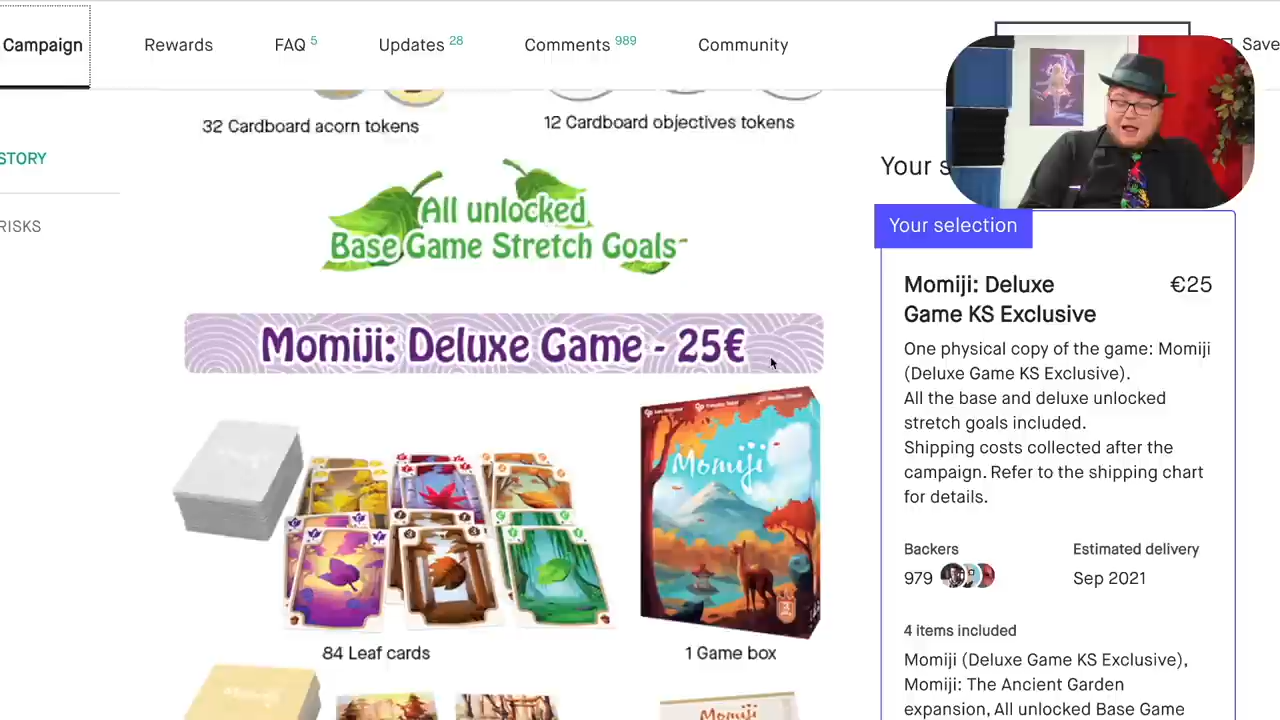 Campaign
Rewards
FAQ 5
Updates 28
Comments 989
Community
Save
32 Cardboard acorn tokens
12 Cardboard objectives tokens
STORY
RISKS
All unlocked
Base Game Stretch Goals
Momiji: Deluxe Game - 25€
Momiji
84 Leaf cards
1 Game box
Momiji
Your s
Your selection
Momiji: Deluxe
Game KS Exclusive
€25
One physical copy of the game: Momiji
(Deluxe Game KS Exclusive).
All the base and deluxe unlocked
stretch goals included.
Shipping costs collected after the
campaign. Refer to the shipping chart
for details.
Backers
979
Estimated delivery
Sep 2021
4 items included
Momiji (Deluxe Game KS Exclusive),
Momiji: The Ancient Garden
expansion, All unlocked Base Game